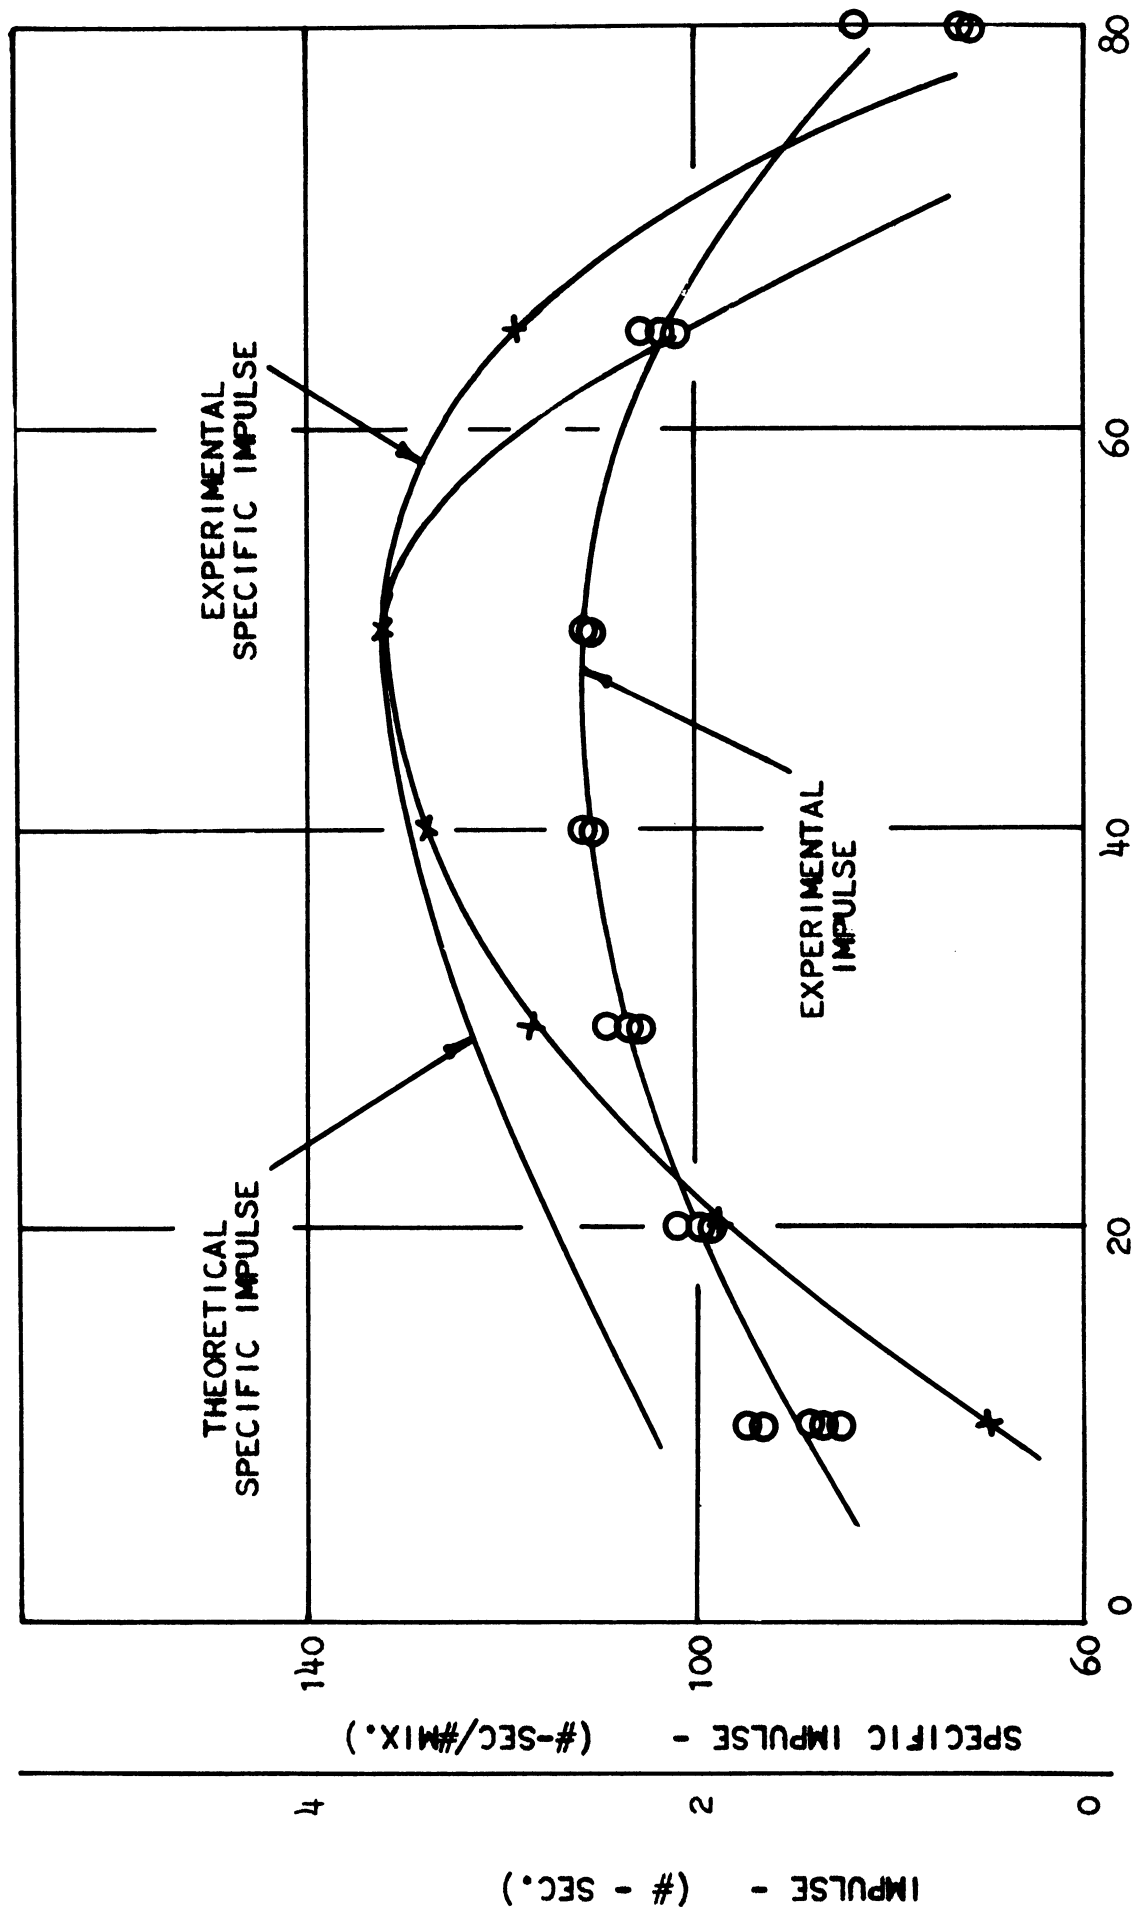 IMPULSE - (# - SEC.)
SPECIFIC IMPULSE - (#-SEC/#MIX.)
4
2
0
140
100
60
THEORETICAL
SPECIFIC IMPULSE
EXPERIMENTAL
SPECIFIC IMPULSE
EXPERIMENTAL
IMPULSE
0
20
40
60
80